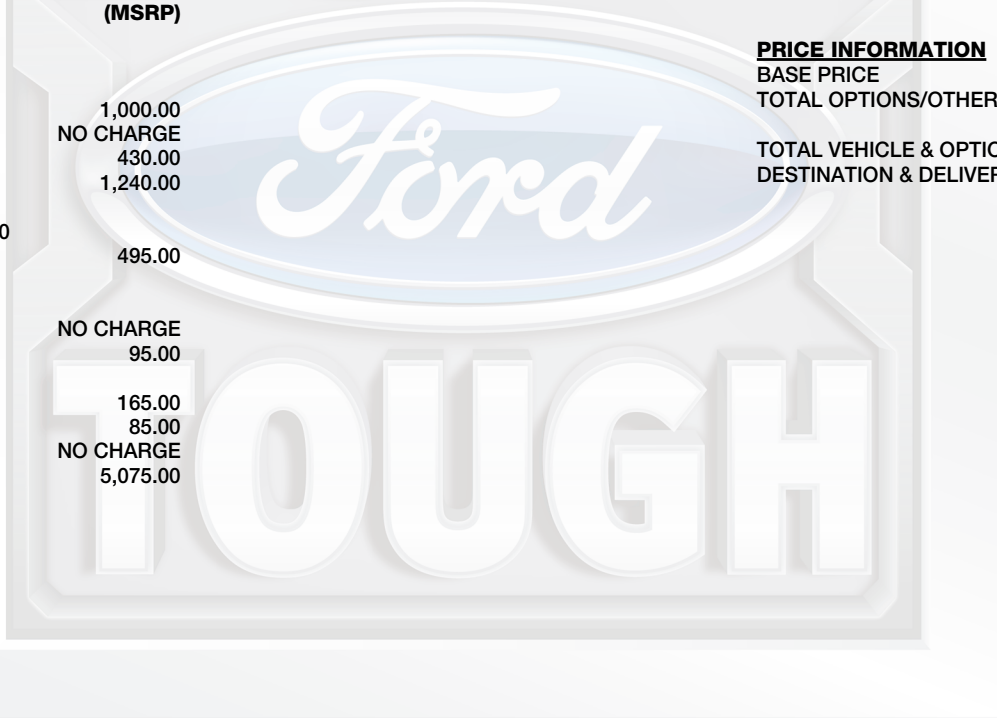 (MSRP)
1,000.00
NO CHARGE
430.00
1,240.00
0
495.00
NO CHARGE
95.00
165.00
85.00
NO CHARGE
5,075.00
PRICE INFORMATION
BASE PRICE
TOTAL OPTIONS/OTHER
TOTAL VEHICLE & OPTIO
DESTINATION & DELIVER
Ford
TOUGH